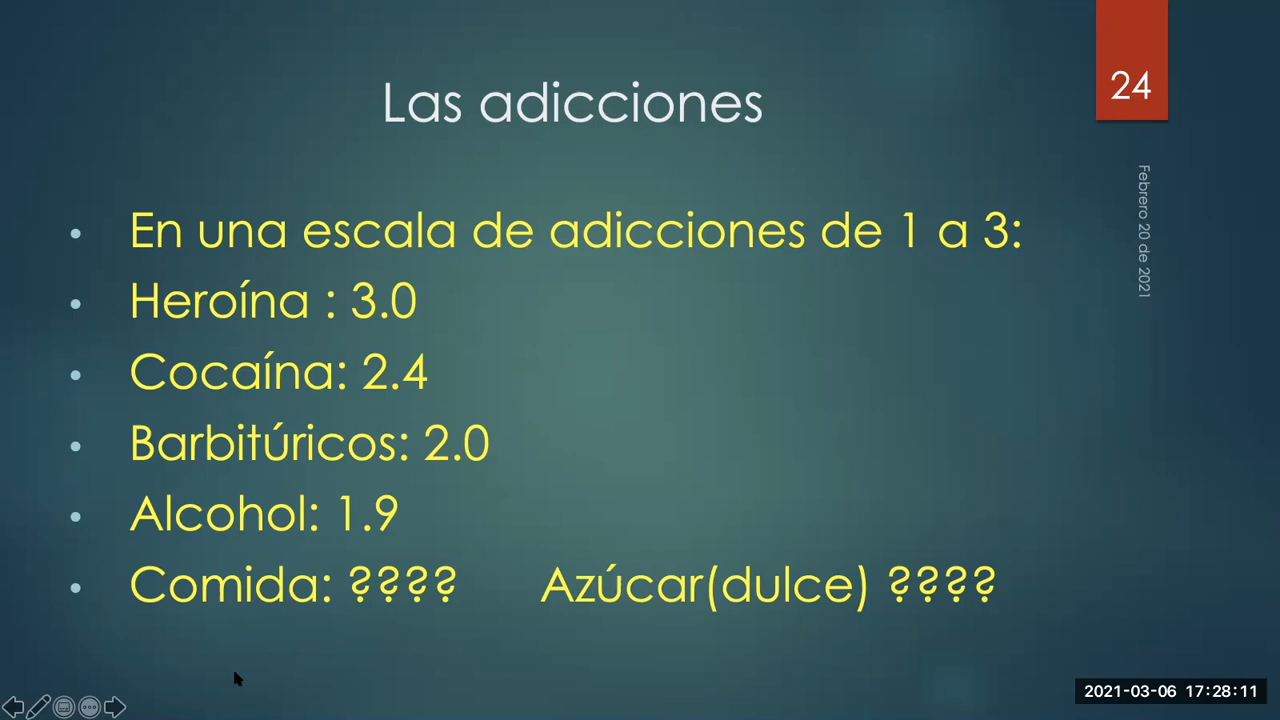 Las adicciones
24
Febrero 20 de 2021
En una escala de adicciones de 1 a 3:
Heroína : 3.0
Cocaína: 2.4
Barbitúricos: 2.0
Alcohol: 1.9
Comida: ???? Azúcar(dulce) ????
2021-03-06 17:28:11